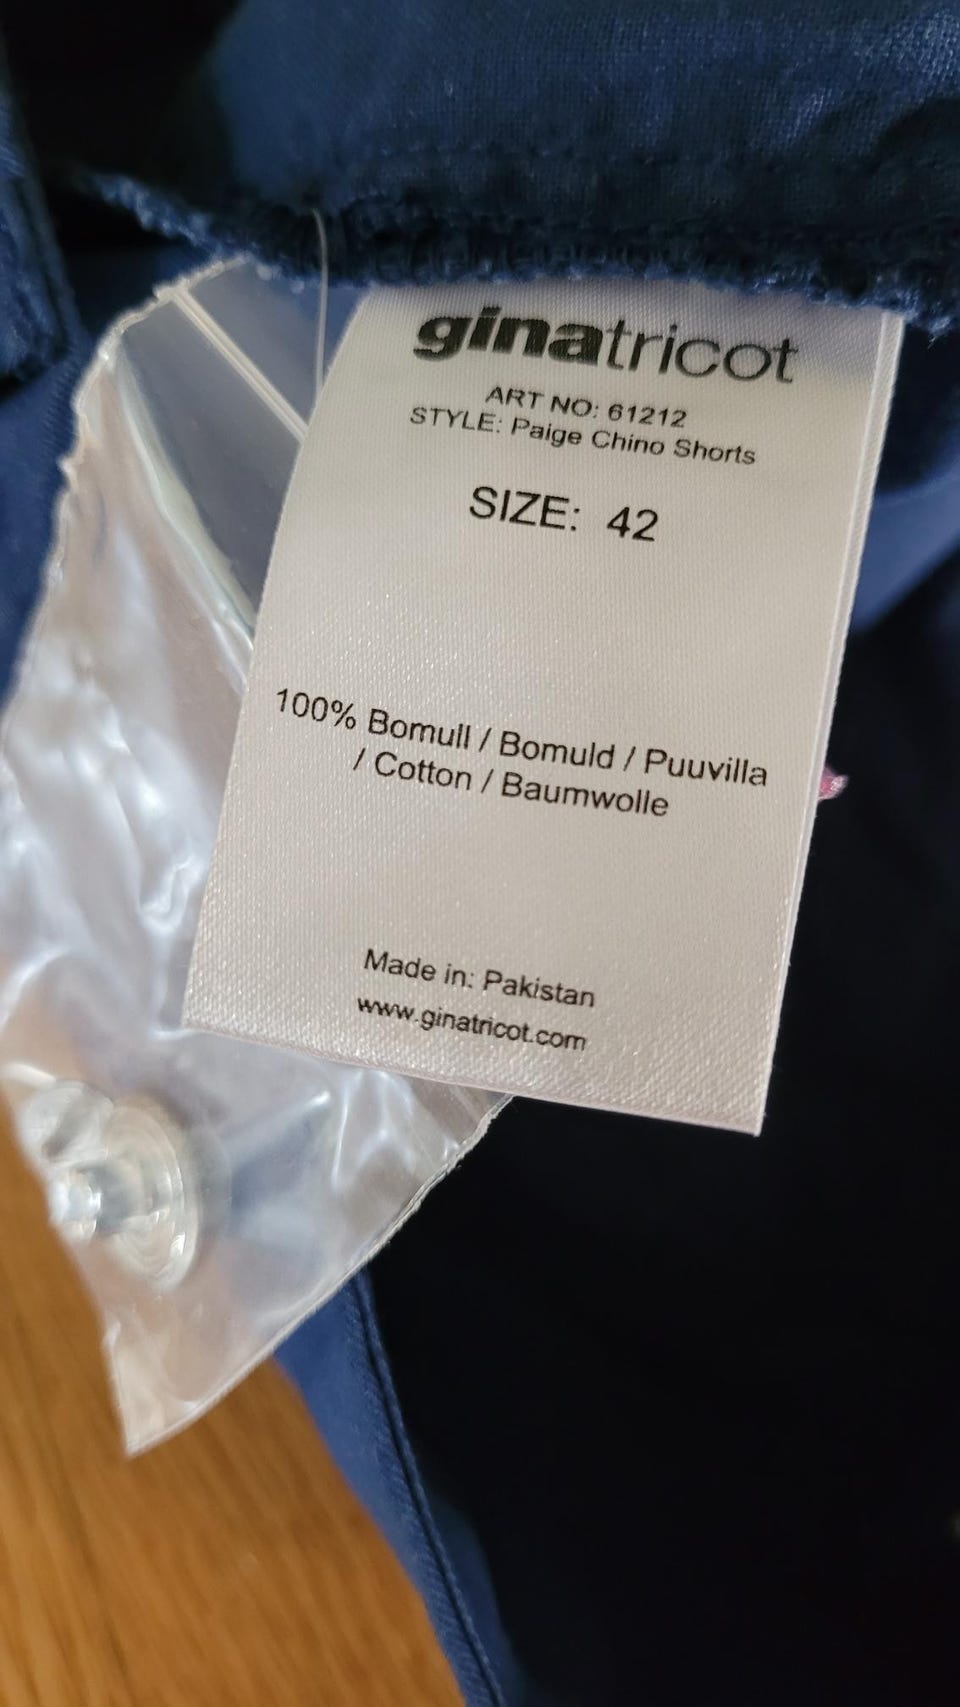 ginatricot
ART NO: 61212
STYLE: Paige Chino Shorts
SIZE: 42
100% Bomull / Bomuld / Puuvilla
/ Cotton / Baumwolle
Made in: Pakistan
www.ginatricot.com